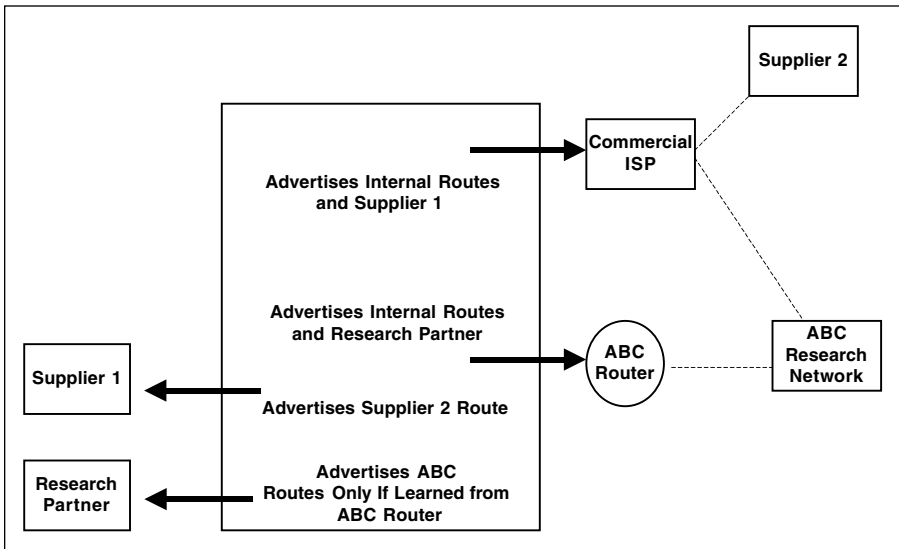 Supplier 2
Commercial
ISP
Advertises Internal Routes
and Supplier 1
Advertises Internal Routes
and Research Partner
ABC
Router
ABC
Research
Network
Supplier 1
Advertises Supplier 2 Route
Research
Partner
Advertises ABC
Routes Only If Learned from
ABC Router